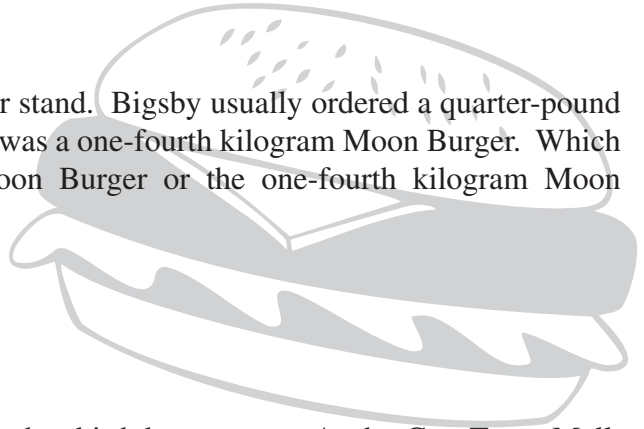 r stand. Bigsby usually ordered a quarter-pound
was a one-fourth kilogram Moon Burger. Which
oon Burger or the one-fourth kilogram Moon